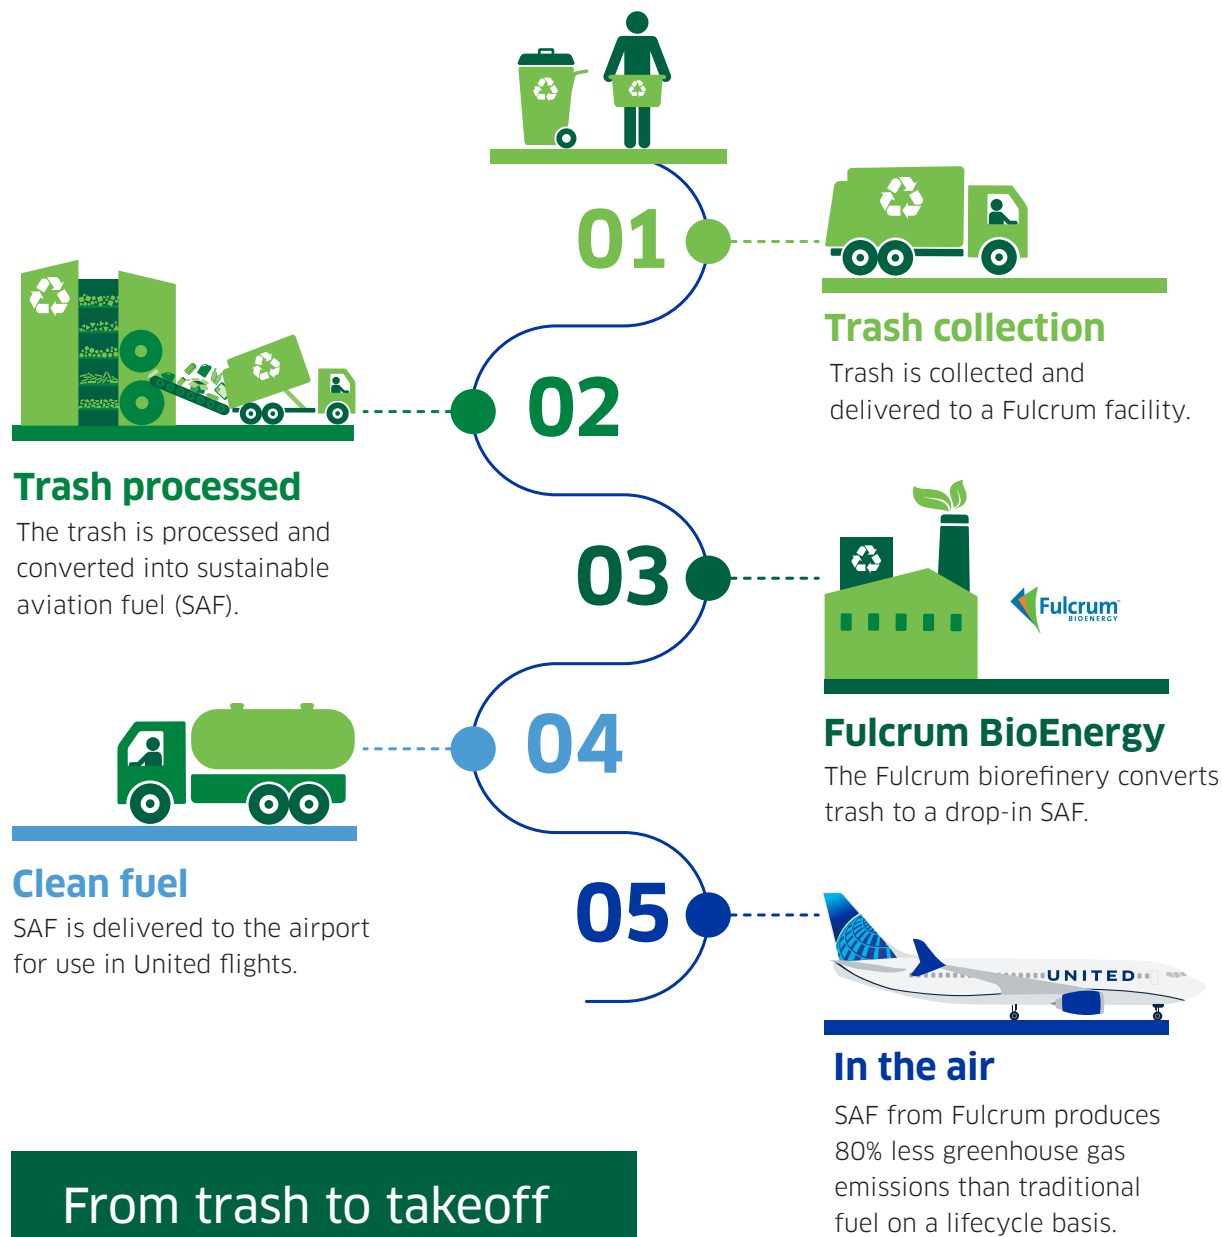 01
Trash collection
Trash is collected and
delivered to a Fulcrum facility.
02
Trash processed
The trash is processed and
converted into sustainable
aviation fuel (SAF).
03
Fulcrum™
BIOENERGY
Fulcrum BioEnergy
The Fulcrum biorefinery converts
trash to a drop-in SAF.
04
Clean fuel
SAF is delivered to the airport
for use in United flights.
05
UNITED
In the air
SAF from Fulcrum produces
80% less greenhouse gas
emissions than traditional
fuel on a lifecycle basis.
From trash to takeoff